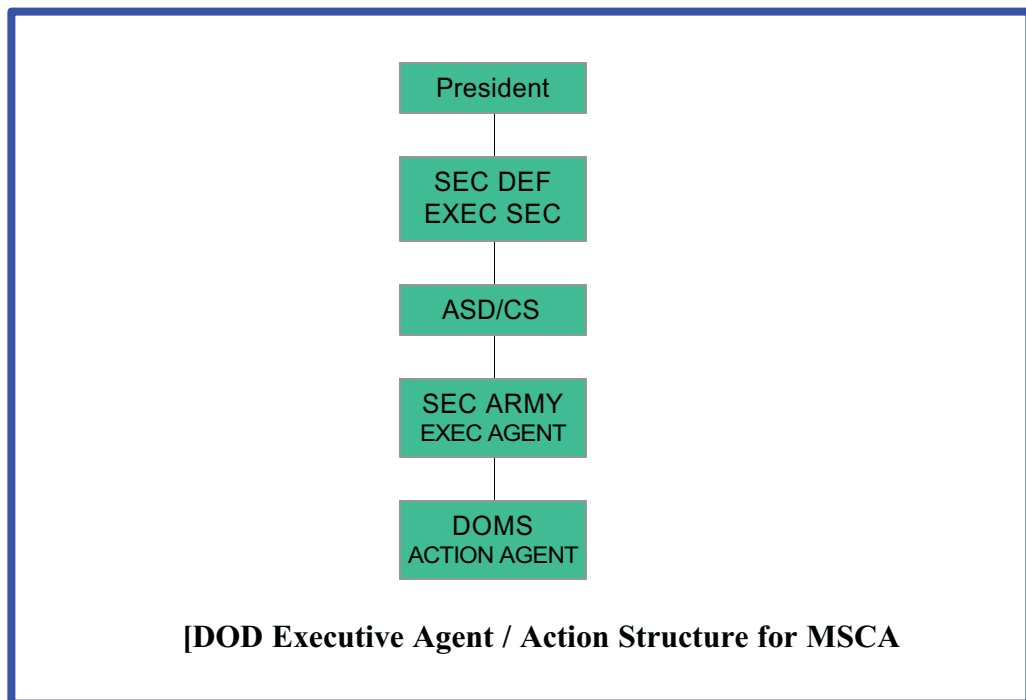 President
SEC DEF
EXEC SEC
ASD/CS
SEC ARMY
EXEC AGENT
DOMS
ACTION AGENT
[DOD Executive Agent / Action Structure for MSCA